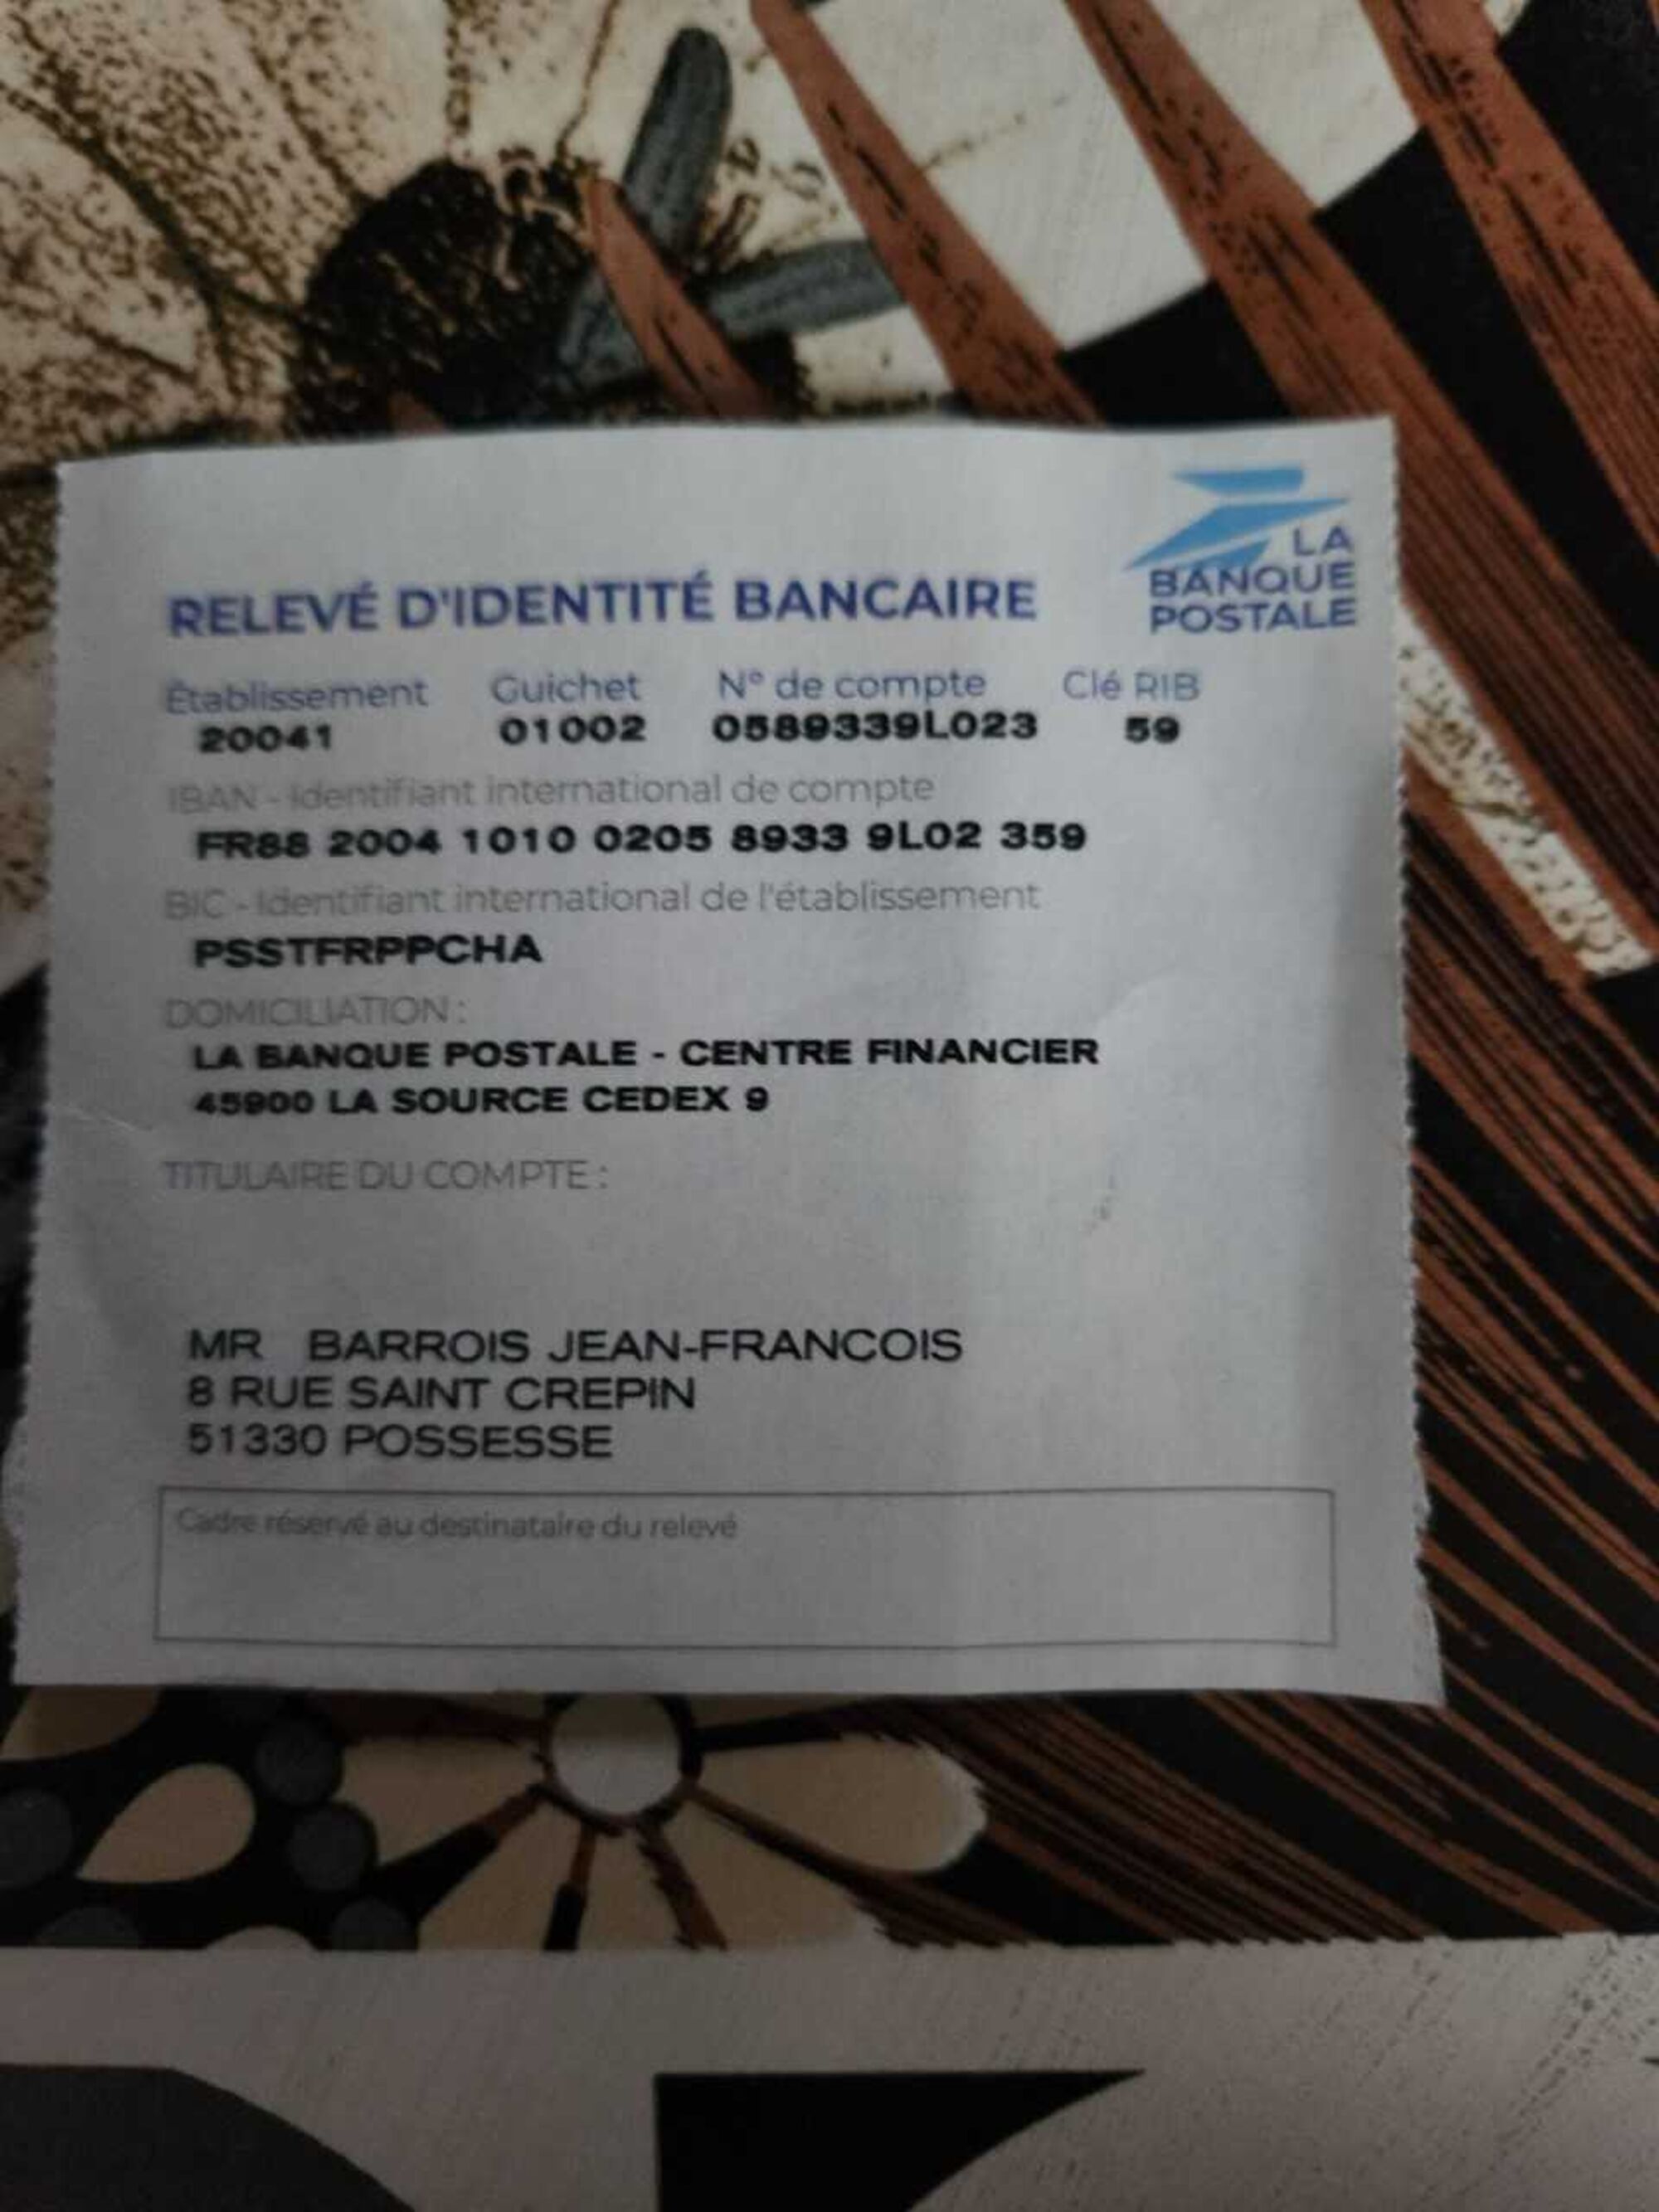 LA
BANQUE
POSTALE
RELEVÉ D'IDENTITÉ BANCAIRE
Établissement Guichet N° de compte Clé RIB
20041 01002 0589339L023 59
IBAN - Identifiant international de compte
FR88 2004 1010 0205 8933 9L02 359
BIC - Identifiant international de l'établissement
PSSTFRPPCHA
DOMICILIATION :
LA BANQUE POSTALE - CENTRE FINANCIER
45900 LA SOURCE CEDEX 9
TITULAIRE DU COMPTE :
MR BARROIS JEAN-FRANCOIS
8 RUE SAINT CREPIN
51330 POSSESSE
Cadre réservé au destinataire du relevé